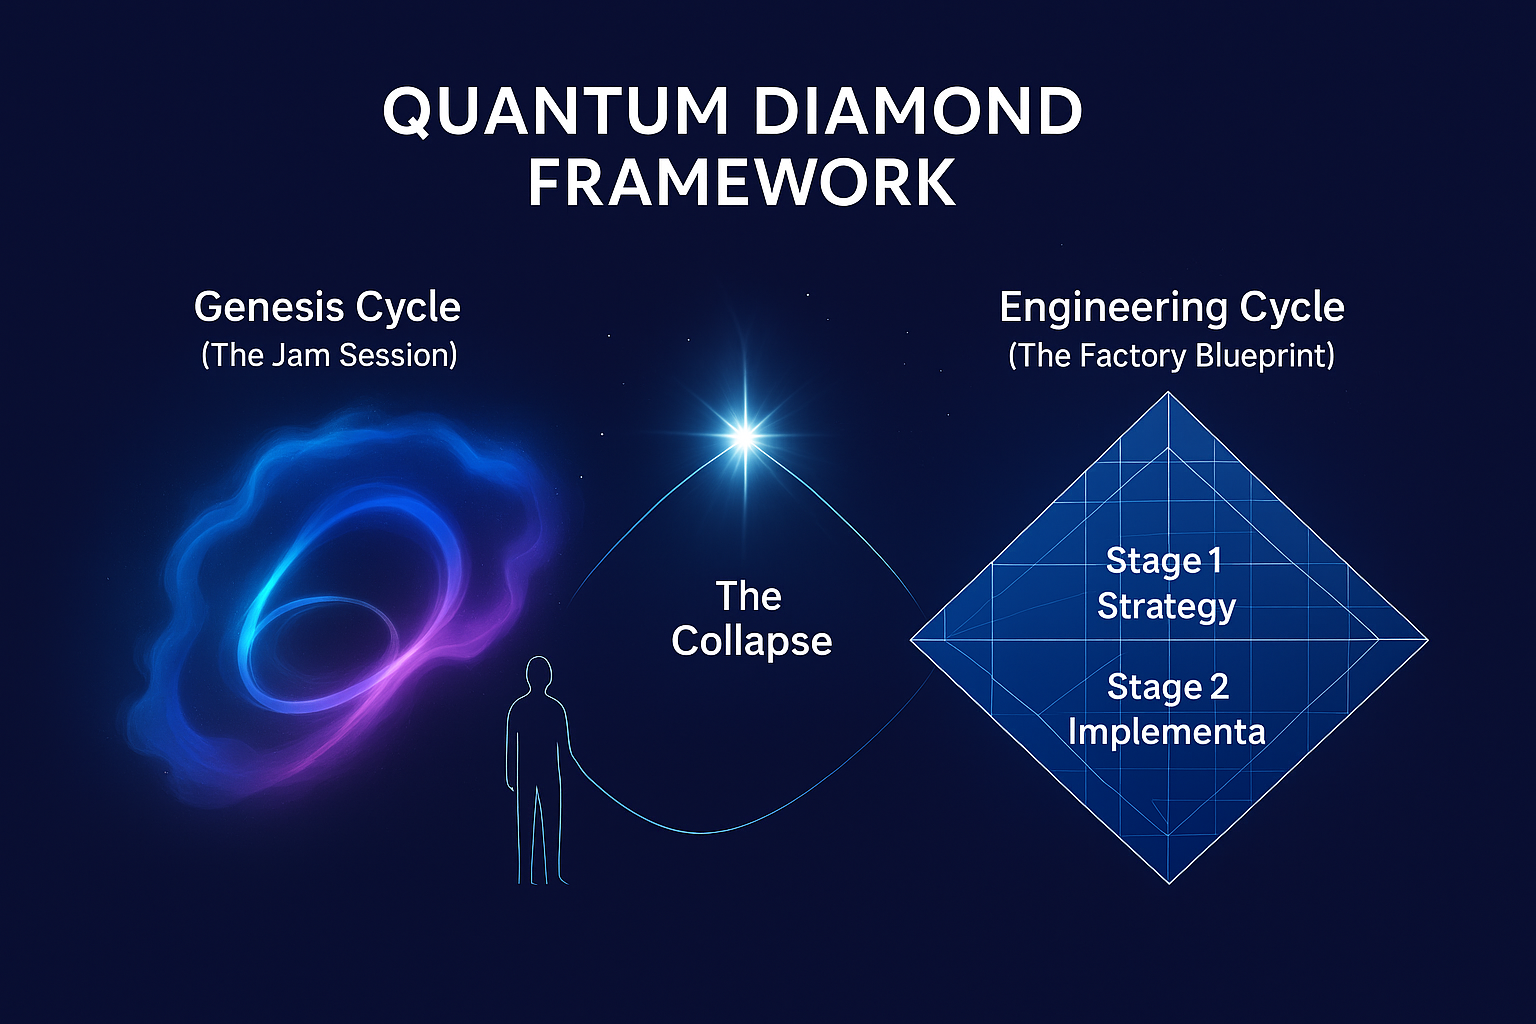 QUANTUM DIAMOND
FRAMEWORK
Genesis Cycle
(The Jam Session)
Engineering Cycle
(The Factory Blueprint)
The
Collapse
Stage 1
Strategy
Stage 2
Implementa